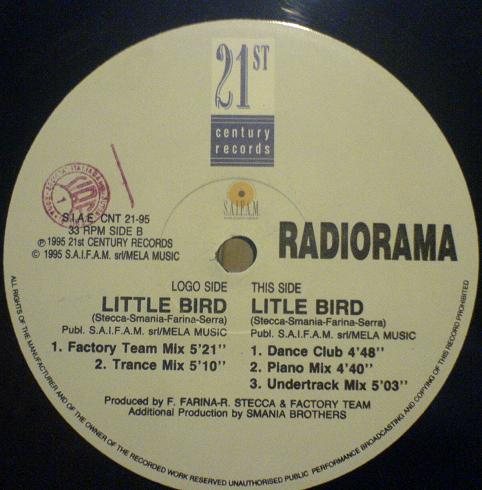 21ST
century
records
S.A.I.F.A.M.
S.I.A.E. CNT 21-95
33 RPM SIDE B
℗ 1995 21st CENTURY RECORDS
© 1995 S.A.I.F.A.M. srl/MELA MUSIC
RADIORAMA
LOGO SIDE
LITTLE BIRD
(Stecca-Smania-Farina-Serra)
Publ. S.A.I.F.A.M. srl/MELA MUSIC
1. Factory Team Mix 5'21''
2. Trance Mix 5'10''
THIS SIDE
LITLE BIRD
(Stecca-Smania-Farina-Serra)
Publ. S.A.I.F.A.M. srl/MELA MUSIC
1. Dance Club 4'48''
2. Piano Mix 4'40''
3. Undertrack Mix 5'03''
Produced by F. FARINA-R. STECCA & FACTORY TEAM
Additional Production by SMANIA BROTHERS
ALL RIGHTS OF THE MANUFACTURER AND OF THE OWNER OF THE RECORDED WORK RESERVED UNAUTHORISED PUBLIC PERFORMANCE BROADCASTING AND COPYING OF THIS RECORD PROHIBITED